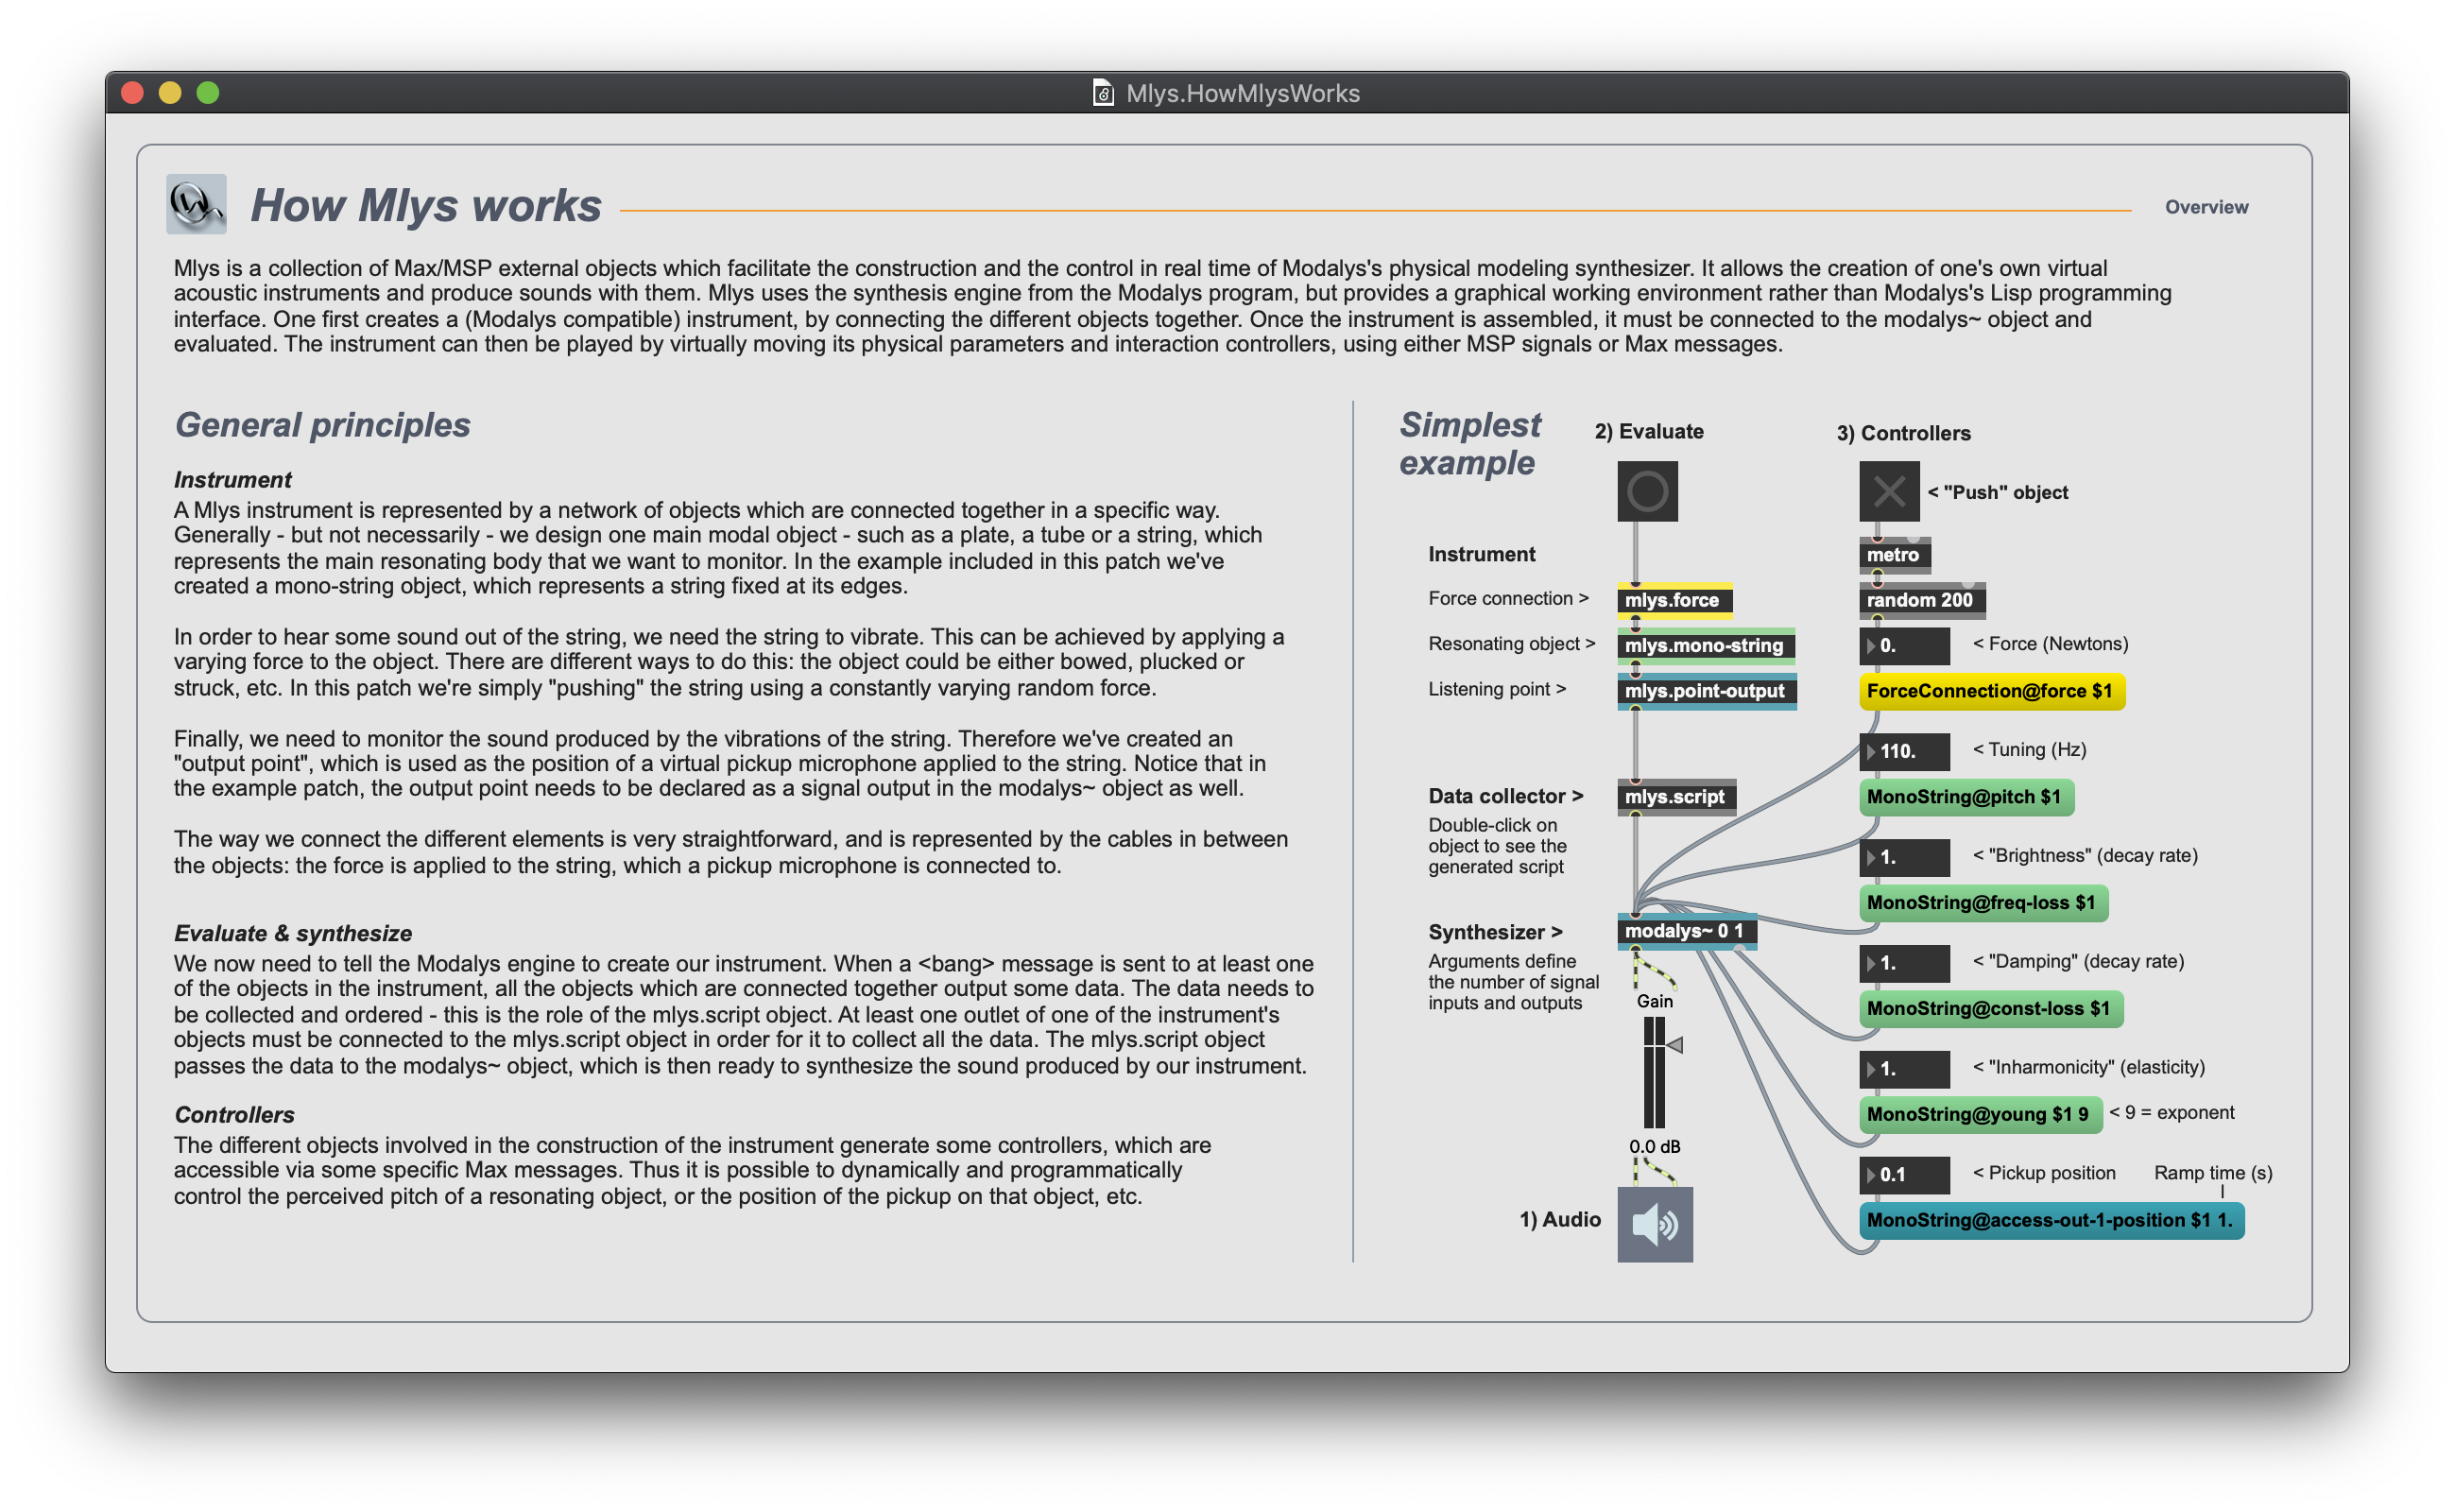 Mlys.HowMlysWorks
How Mlys works
Overview
Mlys is a collection of Max/MSP external objects which facilitate the construction and the control in real time of Modalys's physical modeling synthesizer. It allows the creation of one's own virtual
acoustic instruments and produce sounds with them. Mlys uses the synthesis engine from the Modalys program, but provides a graphical working environment rather than Modalys's Lisp programming
interface. One first creates a (Modalys compatible) instrument, by connecting the different objects together. Once the instrument is assembled, it must be connected to the modalys~ object and
evaluated. The instrument can then be played by virtually moving its physical parameters and interaction controllers, using either MSP signals or Max messages.
General principles
Instrument
A Mlys instrument is represented by a network of objects which are connected together in a specific way.
Generally - but not necessarily - we design one main modal object - such as a plate, a tube or a string, which
represents the main resonating body that we want to monitor. In the example included in this patch we've
created a mono-string object, which represents a string fixed at its edges.
In order to hear some sound out of the string, we need the string to vibrate. This can be achieved by applying a
varying force to the object. There are different ways to do this: the object could be either bowed, plucked or
struck, etc. In this patch we're simply "pushing" the string using a constantly varying random force.
Finally, we need to monitor the sound produced by the vibrations of the string. Therefore we've created an
"output point", which is used as the position of a virtual pickup microphone applied to the string. Notice that in
the example patch, the output point needs to be declared as a signal output in the modalys~ object as well.
The way we connect the different elements is very straightforward, and is represented by the cables in between
the objects: the force is applied to the string, which a pickup microphone is connected to.
Evaluate & synthesize
We now need to tell the Modalys engine to create our instrument. When a <bang> message is sent to at least one
of the objects in the instrument, all the objects which are connected together output some data. The data needs to
be collected and ordered - this is the role of the mlys.script object. At least one outlet of one of the instrument's
objects must be connected to the mlys.script object in order for it to collect all the data. The mlys.script object
passes the data to the modalys~ object, which is then ready to synthesize the sound produced by our instrument.
Controllers
The different objects involved in the construction of the instrument generate some controllers, which are
accessible via some specific Max messages. Thus it is possible to dynamically and programmatically
control the perceived pitch of a resonating object, or the position of the pickup on that object, etc.
Simplest
example
2) Evaluate
Instrument
Force connection >
mlys.force
Resonating object >
mlys.mono-string
Listening point >
mlys.point-output
Data collector >
mlys.script
Double-click on
object to see the
generated script
Synthesizer >
modalys~ 0 1
Arguments define
the number of signal
inputs and outputs
Gain
0.0 dB
1) Audio
3) Controllers
< "Push" object
metro
random 200
0.
< Force (Newtons)
ForceConnection@force $1
110.
< Tuning (Hz)
MonoString@pitch $1
1.
< "Brightness" (decay rate)
MonoString@freq-loss $1
1.
< "Damping" (decay rate)
MonoString@const-loss $1
1.
< "Inharmonicity" (elasticity)
MonoString@young $1 9
< 9 = exponent
0.1
< Pickup position
Ramp time (s)
MonoString@access-out-1-position $1 1.